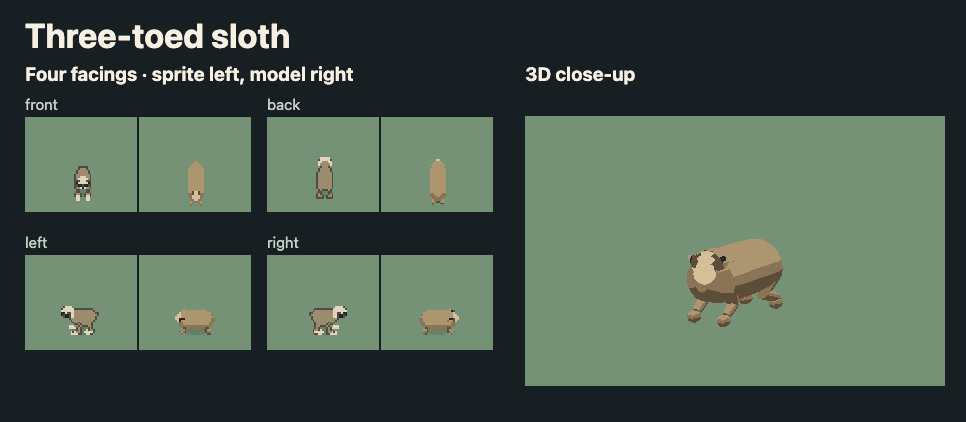 Three-toed sloth
Four facings · sprite left, model right
3D close-up
front
back
left
right